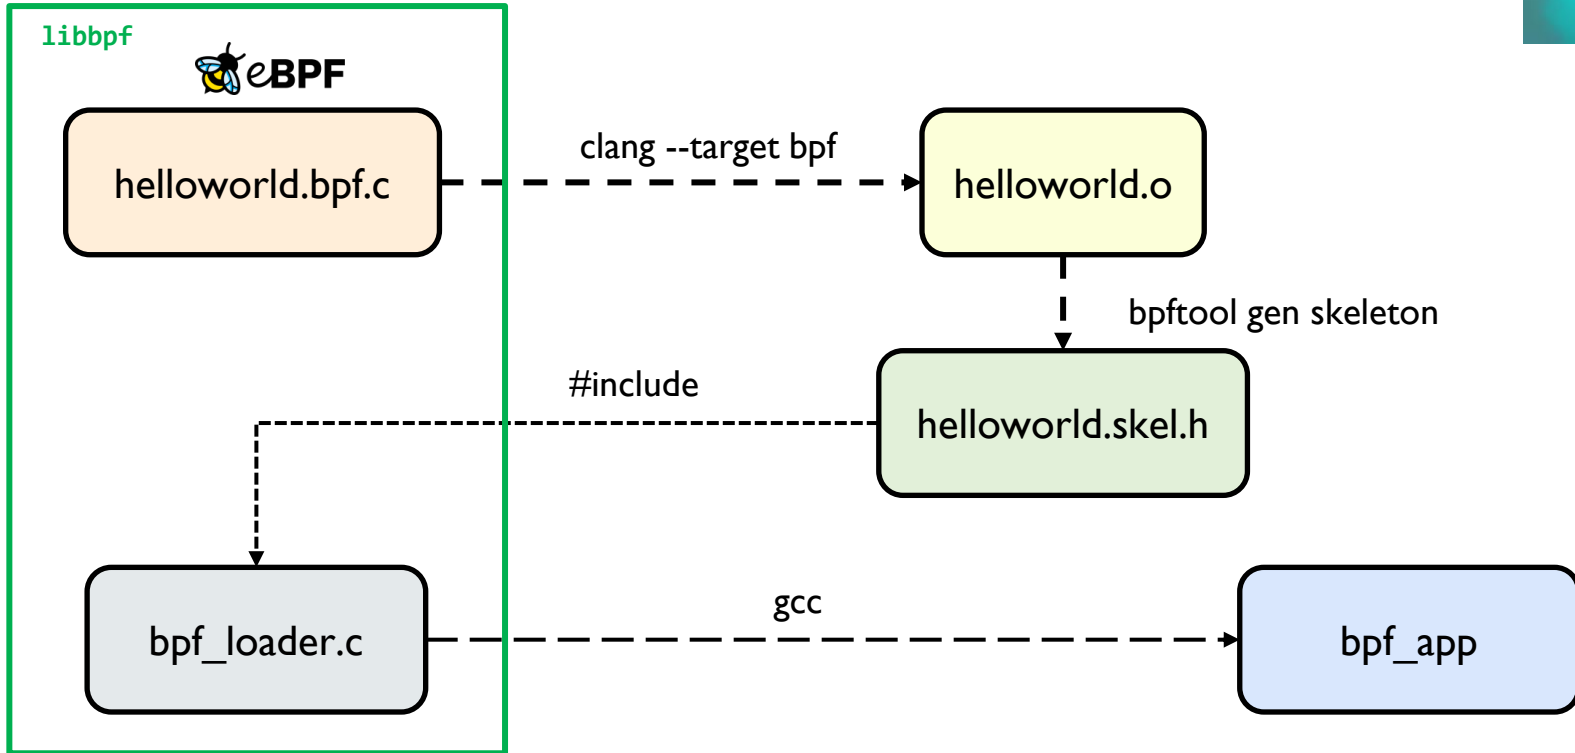 libbpf
eBPF
helloworld.bpf.c
clang --target bpf
helloworld.o
bpftool gen skeleton
#include
helloworld.skel.h
bpf_loader.c
gcc
bpf_app